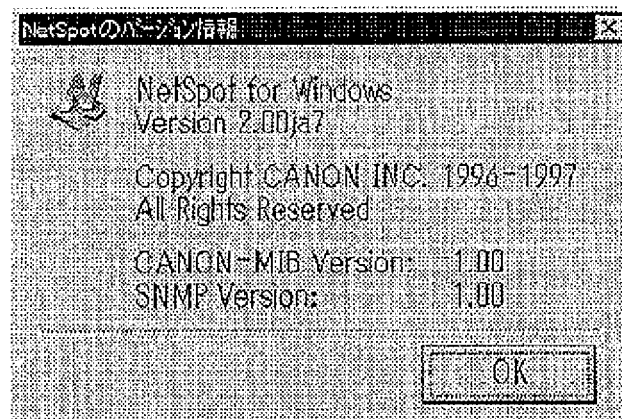 NetSpotのバージョン情報
NetSpot for Windows
Version 2.00ja7
Copyright CANON INC. 1996-1997
All Rights Reserved
CANON-MIB Version: 1.00
SNMP Version: 1.00
OK